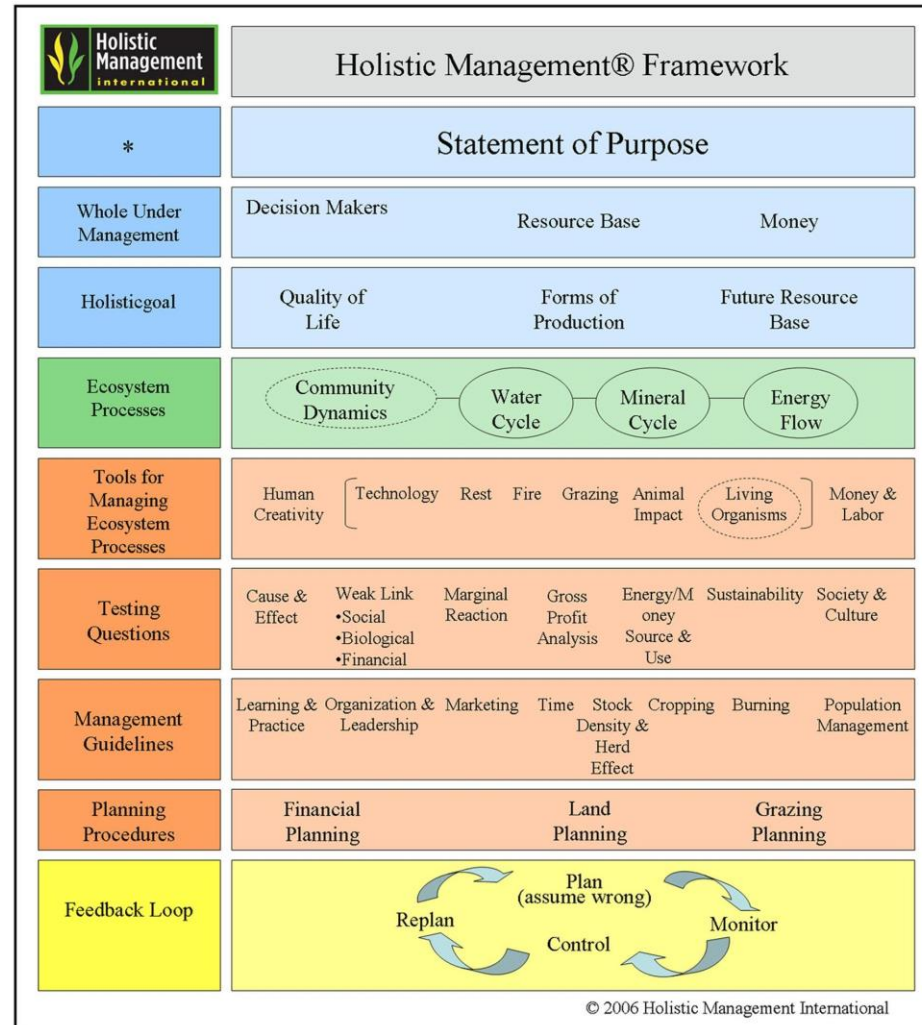 Holistic
Management
international
Holistic Management® Framework
*
Statement of Purpose
Whole Under
Management
Decision Makers
Resource Base
Money
Holisticgoal
Quality of
Life
Forms of
Production
Future Resource
Base
Ecosystem
Processes
Community
Dynamics
Water
Cycle
Mineral
Cycle
Energy
Flow
Tools for
Managing
Ecosystem
Processes
Human
Creativity
Technology
Rest
Fire
Grazing
Animal
Impact
Living
Organisms
Money &
Labor
Testing
Questions
Cause &
Effect
Weak Link
•Social
•Biological
•Financial
Marginal
Reaction
Gross
Profit
Analysis
Energy/M
oney
Source &
Use
Sustainability
Society &
Culture
Management
Guidelines
Learning &
Practice
Organization &
Leadership
Marketing
Time
Stock
Density &
Herd
Effect
Cropping
Burning
Population
Management
Planning
Procedures
Financial
Planning
Land
Planning
Grazing
Planning
Feedback Loop
Plan
(assume wrong)
Replan
Monitor
Control
© 2006 Holistic Management International